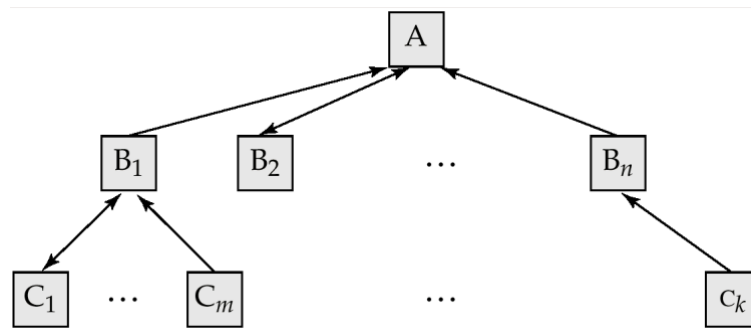 A
B₁ B₂ ⋯ Bₙ
C₁ ⋯ Cₘ ⋯ Cₖ